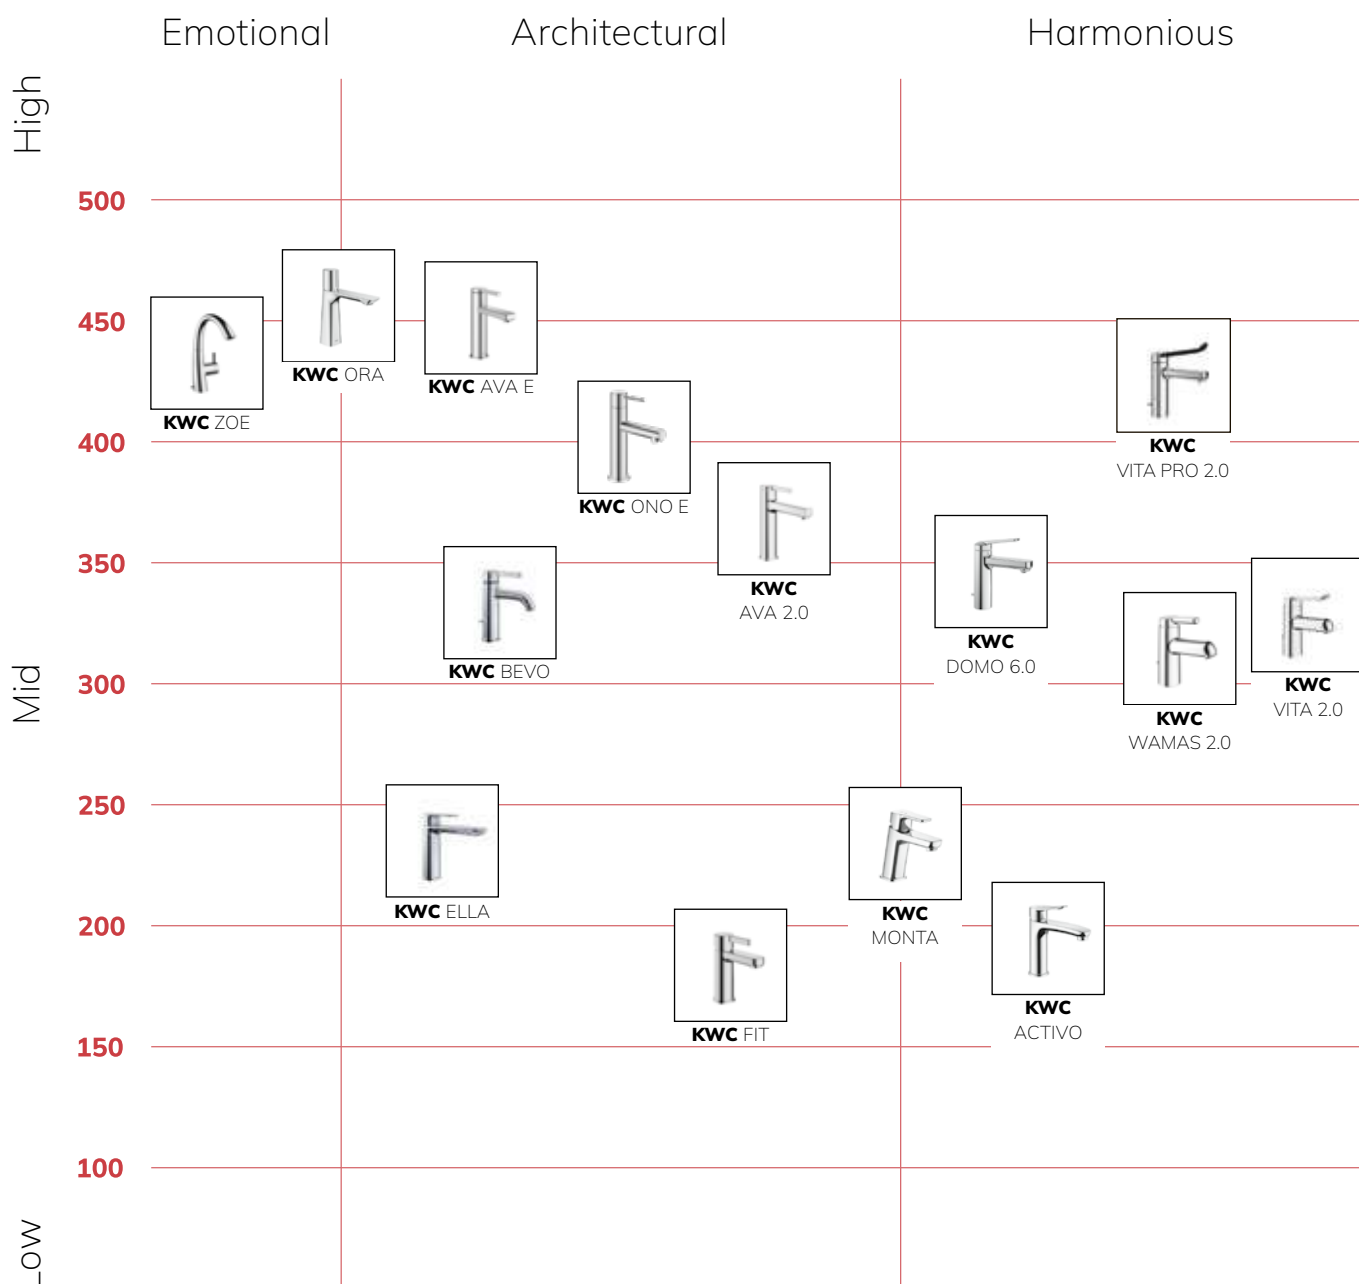 Emotional
Architectural
Harmonious
High
500
450
KWC ORA
KWC AVA E
KWC ZOE
400
KWC
VITA PRO 2.0
KWC ONO E
350
KWC
AVA 2.0
KWC
DOMO 6.0
KWC BEVO
Mid
300
KWC
VITA 2.0
KWC
WAMAS 2.0
250
KWC ELLA
200
KWC
MONTA
KWC FIT
KWC
ACTIVO
150
100
Low